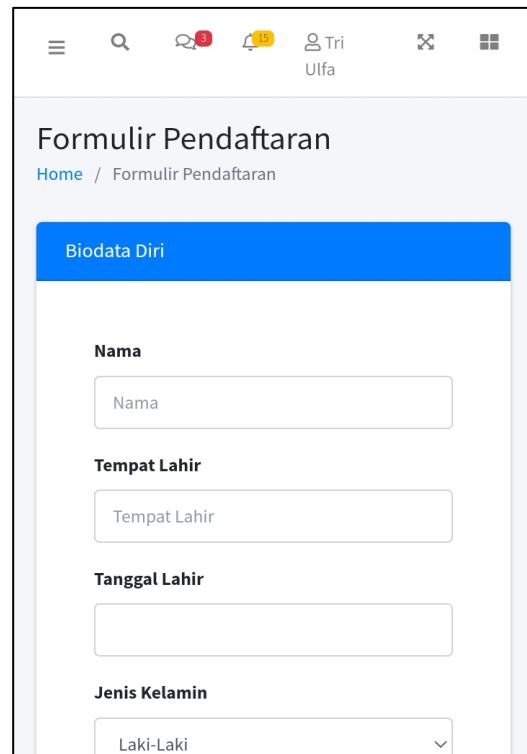 3
15
Tri
Ulfa
Formulir Pendaftaran
Home / Formulir Pendaftaran
Biodata Diri
Nama
Nama
Tempat Lahir
Tempat Lahir
Tanggal Lahir
Jenis Kelamin
Laki-Laki